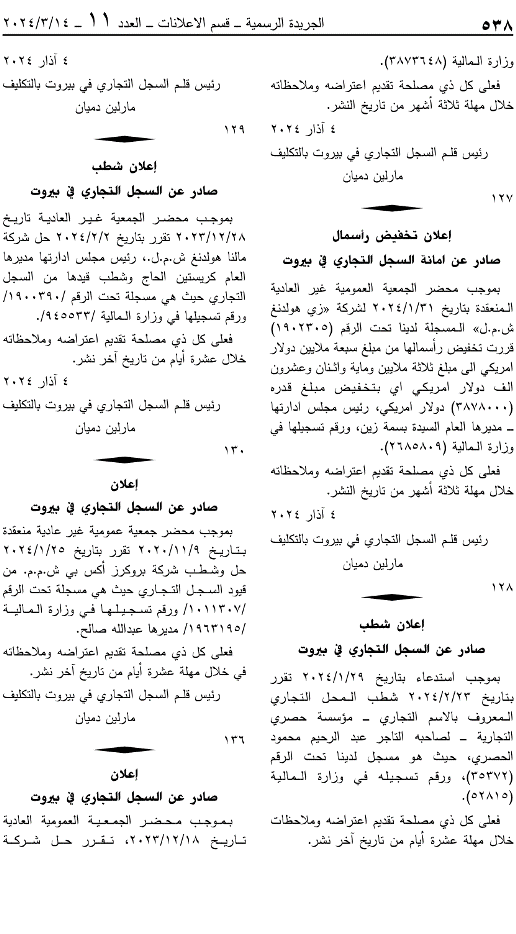 ٥٣٨
الجريدة الرسمية ــ قسم الاعلانات ــ العدد ١١ ــ ٢٠٢٤/٣/١٤
وزارة المالية (٣٨٧٣٦٤٨).
فعلى كل ذي مصلحة تقديم اعتراضه وملاحظاته
خلال مهلة ثلاثة أشهر من تاريخ النشر.
٤ آذار ٢٠٢٤
رئيس قلم السجل التجاري في بيروت بالتكليف
مارلين دميان
١٢٧
إعلان تخفيض رأسمال
صادر عن امانة السجل التجاري في بيروت
بموجب محضر الجمعية العمومية غير العادية
المنعقدة بتاريخ ٢٠٢٤/١/٣١ لشركة «زي هولدنغ
ش.م.ل» المسجلة لدينا تحت الرقم (١٩٠٢٣٠٥)
قررت تخفيض رأسمالها من مبلغ سبعة ملايين دولار
امريكي الى مبلغ ثلاثة ملايين وماية واثنان وعشرون
الف دولار امريكي اي بتخفيض مبلغ قدره
(٣٨٧٨٠٠٠) دولار امريكي، رئيس مجلس ادارتها
ــ مديرها العام السيدة بسمة زين، ورقم تسجيلها في
وزارة المالية (٢٦٨٥٨٠٩).
فعلى كل ذي مصلحة تقديم اعتراضه وملاحظاته
خلال مهلة ثلاثة أشهر من تاريخ النشر.
٤ آذار ٢٠٢٤
رئيس قلم السجل التجاري في بيروت بالتكليف
مارلين دميان
١٢٨
إعلان شطب
صادر عن السجل التجاري في بيروت
بموجب استدعاء بتاريخ ٢٠٢٤/١/٢٩ تقرر
بتاريخ ٢٠٢٤/٢/٢٣ شطب المحل التجاري
المعروف بالاسم التجاري ــ مؤسسة حصري
التجارية ــ لصاحبه التاجر عبد الرحيم محمود
الحصري، حيث هو مسجل لدينا تحت الرقم
(٣٥٣٧٢)، ورقم تسجيله في وزارة المالية
(٥٢٨١٥).
فعلى كل ذي مصلحة تقديم اعتراضه وملاحظات
خلال مهلة عشرة أيام من تاريخ آخر نشر.
٤ آذار ٢٠٢٤
رئيس قلم السجل التجاري في بيروت بالتكليف
مارلين دميان
١٢٩
إعلان شطب
صادر عن السجل التجاري في بيروت
بموجب محضر الجمعية غير العادية تاريخ
٢٠٢٣/١٢/٢٨ تقرر بتاريخ ٢٠٢٤/٢/٢ حل شركة
مالنا هولدنغ ش.م.ل.، رئيس مجلس ادارتها مديرها
العام كريستين الحاج وشطب قيدها من السجل
التجاري حيث هي مسجلة تحت الرقم /١٩٠٠٣٩٠/
ورقم تسجيلها في وزارة المالية /٩٤٥٥٣٣/.
فعلى كل ذي مصلحة تقديم اعتراضه وملاحظاته
خلال عشرة أيام من تاريخ آخر نشر.
٤ آذار ٢٠٢٤
رئيس قلم السجل التجاري في بيروت بالتكليف
مارلين دميان
١٣٠
إعلان
صادر عن السجل التجاري في بيروت
بموجب محضر جمعية عمومية غير عادية منعقدة
بتاريخ ٢٠٢٠/١١/٩ تقرر بتاريخ ٢٠٢٤/١/٢٥
حل وشطب شركة بروكرز أكس بي ش.م.م. من
قيود السجل التجاري حيث هي مسجلة تحت الرقم
/١٠١١٣٠٧/ ورقم تسجيلها في وزارة المالية
/١٩٦٣١٩٥/ مديرها عبدالله صالح.
فعلى كل ذي مصلحة تقديم اعتراضه وملاحظاته
في خلال مهلة عشرة أيام من تاريخ آخر نشر.
رئيس قلم السجل التجاري في بيروت بالتكليف
مارلين دميان
١٣٦
إعلان
صادر عن السجل التجاري في بيروت
بموجب محضر الجمعية العمومية العادية
تاريخ ٢٠٢٣/١٢/١٨، تقرر حل شركة